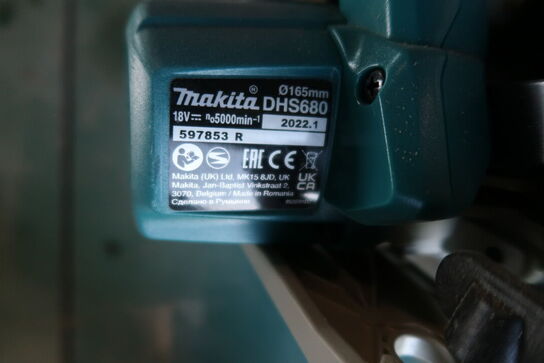 makita® Ø165mm DHS680
18V⎓ n₀5000min-1 2022.1
597853 R
EAC CE
Makita (UK) Ltd, MK15 8JD, UK UK
Makita, Jan-Baptist Vinkstraat 2, CA
3070, Belgium / Made in Romania
Сделано в Румынии